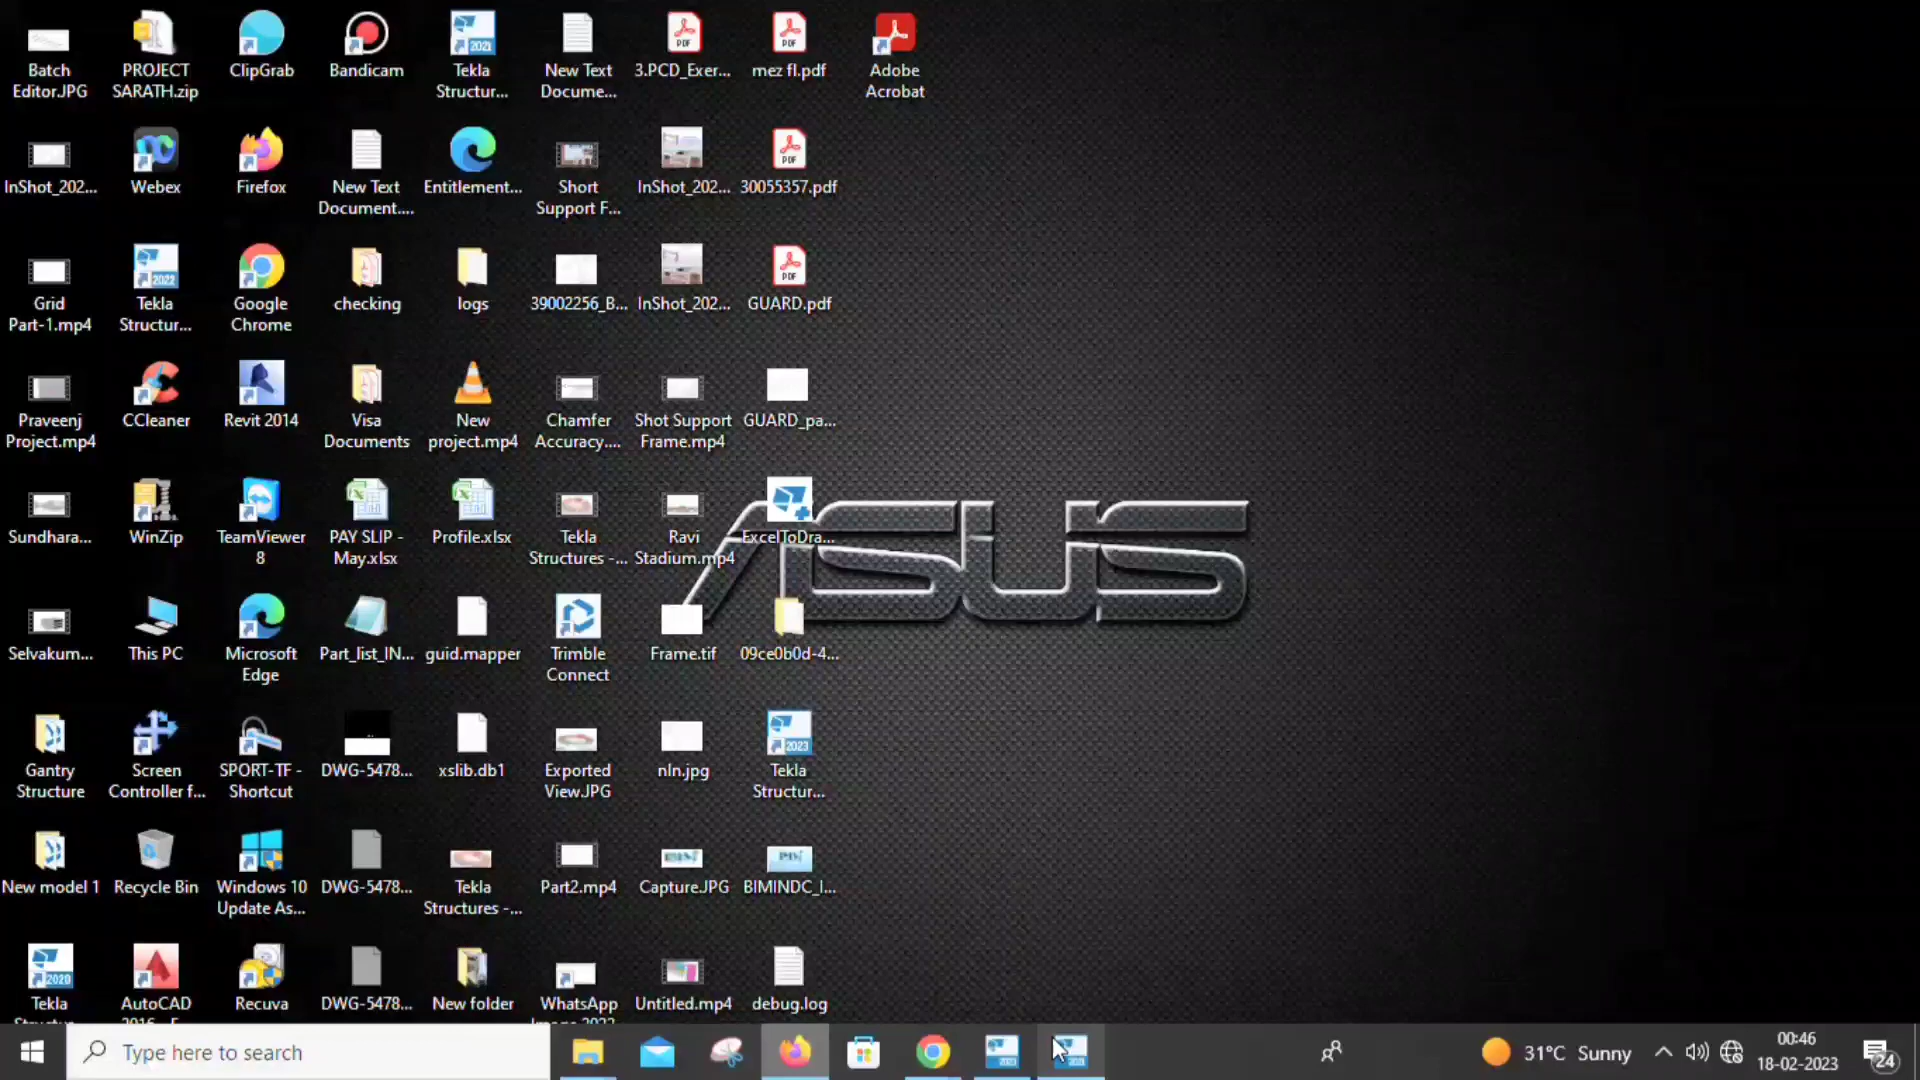 Batch
Editor.JPG
PROJECT
SARATH.zip
ClipGrab
Bandicam
Tekla
Structur...
New Text
Docume...
3.PCD_Exer...
mez fl.pdf
Adobe
Acrobat
InShot_202...
Webex
Firefox
New Text
Document....
Entitlement...
Short
Support F...
InShot_202...
30055357.pdf
Grid
Part-1.mp4
Tekla
Structur...
Google
Chrome
checking
logs
39002256_B...
InShot_202...
GUARD.pdf
Praveenj
Project.mp4
CCleaner
Revit 2014
Visa
Documents
New
project.mp4
Chamfer
Accuracy....
Shot Support
Frame.mp4
GUARD_pa...
Sundhara...
WinZip
TeamViewer
8
PAY SLIP -
May.xlsx
Profile.xlsx
Tekla
Structures -...
Ravi
Stadium.mp4
ExcelToDra...
ASUS
Selvakum...
This PC
Microsoft
Edge
Part_list_IN...
guid.mapper
Trimble
Connect
Frame.tif
09ce0b0d-4...
Gantry
Structure
Screen
Controller f...
SPORT-TF -
Shortcut
DWG-5478...
xslib.db1
Exported
View.JPG
nln.jpg
Tekla
Structur...
New model 1
Recycle Bin
Windows 10
Update As...
DWG-5478...
Tekla
Structures -...
Part2.mp4
Capture.JPG
BIMINDC_I...
Tekla
AutoCAD
Recuva
DWG-5478...
New folder
WhatsApp
Untitled.mp4
debug.log
Type here to search
31°C Sunny
00:46
18-02-2023
24